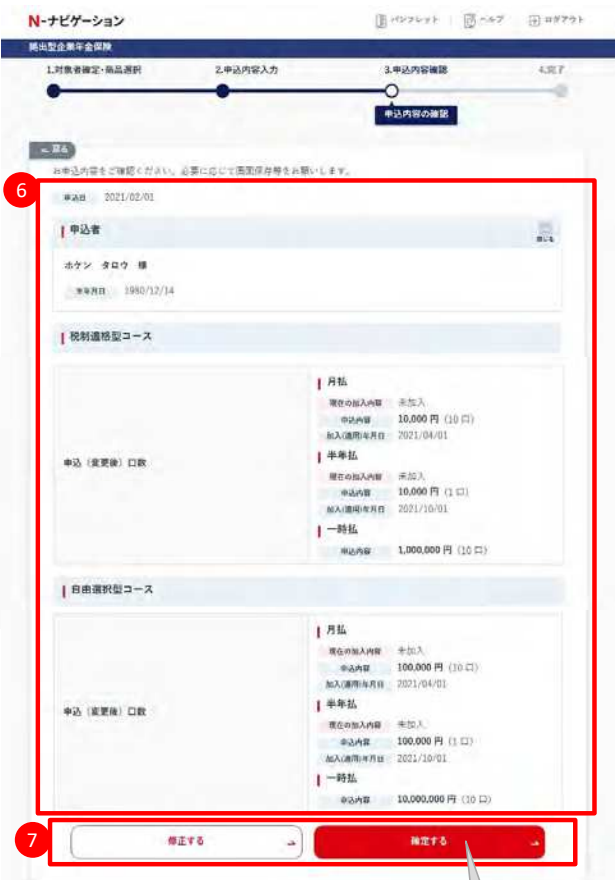 N-ナビゲーション
パンフレット
ヘルプ
ログアウト
拠出型企業年金保険
1.対象者確定・商品選択
2.申込内容入力
3.申込内容確認
4.完了
申込内容の確認
戻る
お申込内容をご確認ください。必要に応じて画面保存等をお願いします。
6
申込日 2021/02/01
申込者
閉じる
ホケン タロウ 様
生年月日 1980/12/14
税制適格型コース
申込（変更後）口数
月払
現在の加入内容 未加入
申込内容 10,000 円 (10 口)
加入(適用)年月日 2021/04/01
半年払
現在の加入内容 未加入
申込内容 10,000 円 (1 口)
加入(適用)年月日 2021/10/01
一時払
申込内容 1,000,000 円 (10 口)
自由選択型コース
申込（変更後）口数
月払
現在の加入内容 未加入
申込内容 100,000 円 (10 口)
加入(適用)年月日 2021/04/01
半年払
現在の加入内容 未加入
申込内容 100,000 円 (1 口)
加入(適用)年月日 2021/10/01
一時払
申込内容 10,000,000 円 (10 口)
7
修正する
確定する